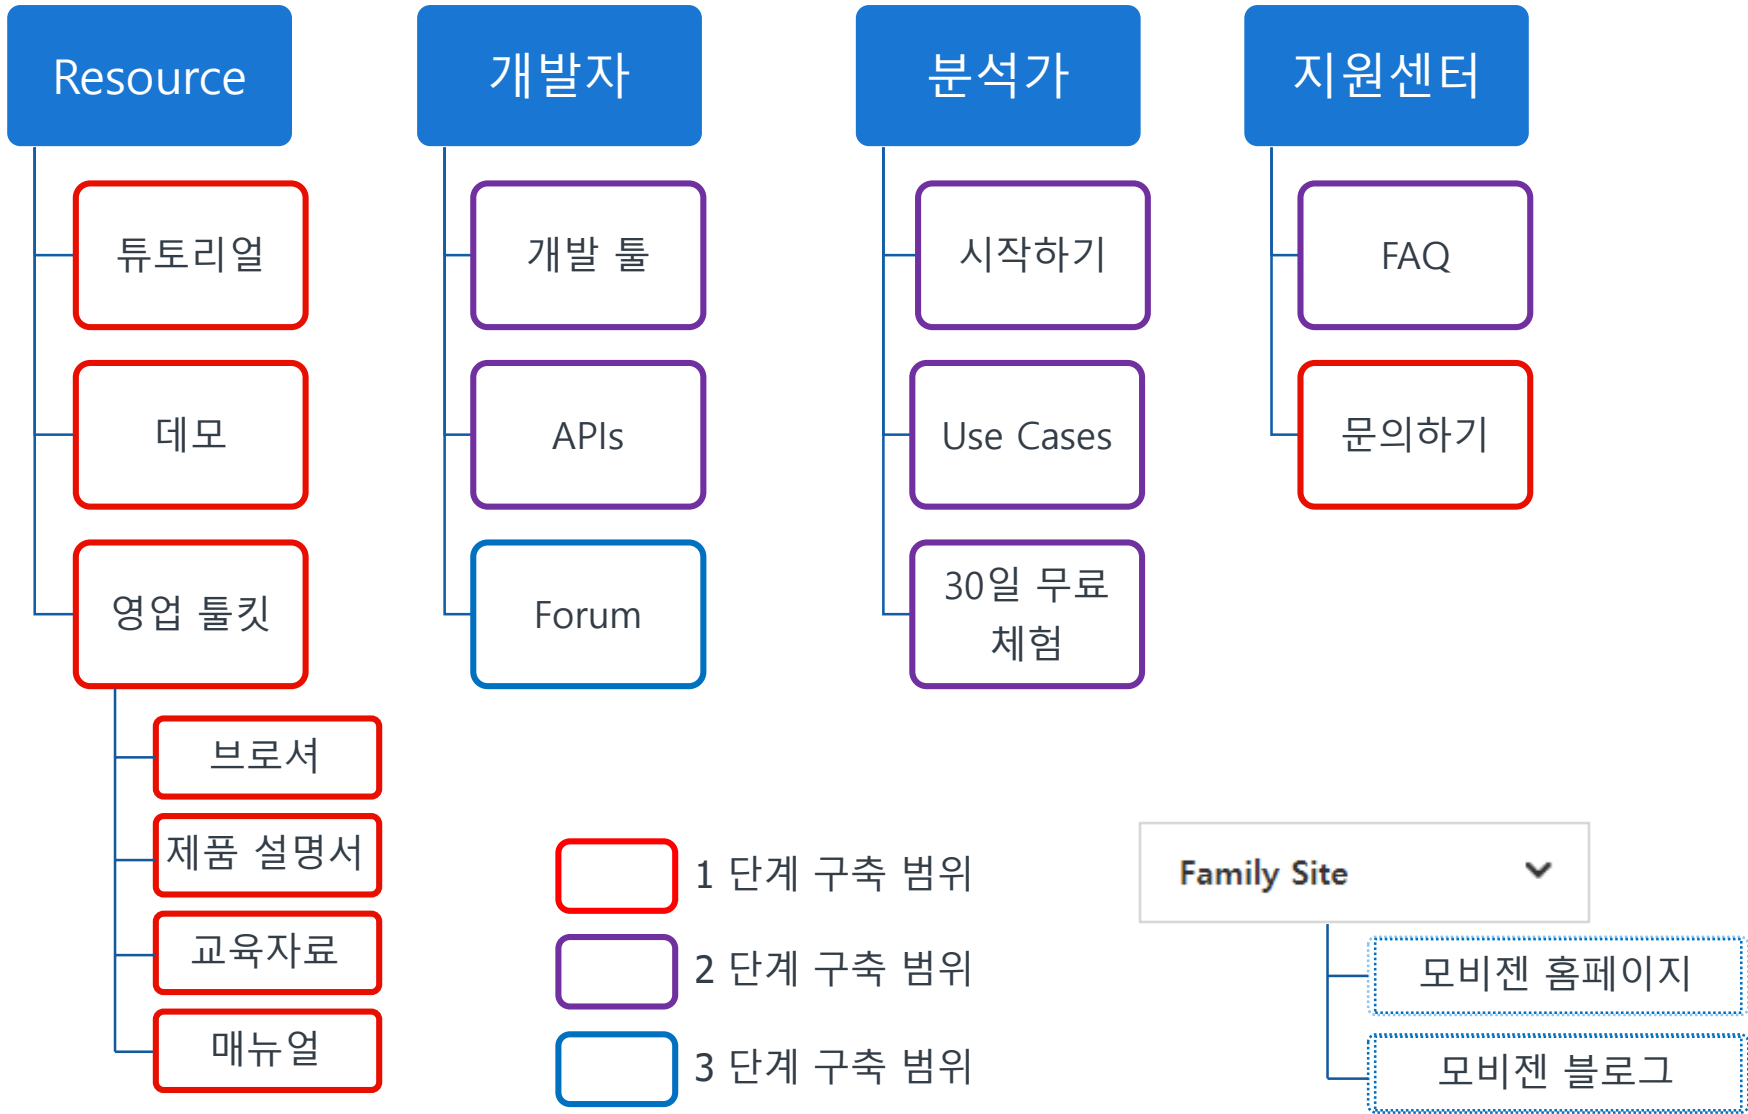 Resource
개발자
분석가
지원센터
튜토리얼
개발 툴
시작하기
FAQ
데모
APIs
Use Cases
문의하기
영업 툴킷
Forum
30일 무료
체험
브로셔
제품 설명서
교육자료
매뉴얼
1 단계 구축 범위
2 단계 구축 범위
3 단계 구축 범위
Family Site
모비젠 홈페이지
모비젠 블로그